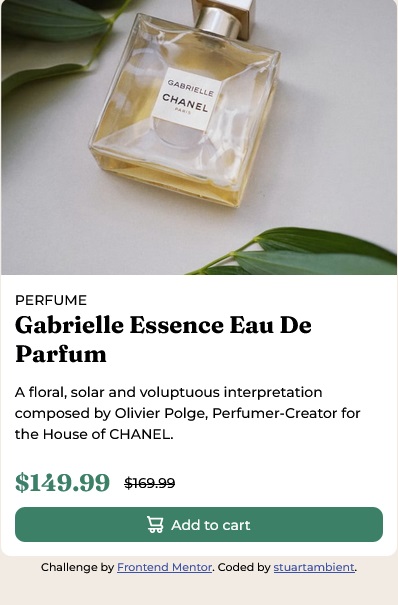 GABRIELLE
CHANEL
PARIS
PERFUME
Gabrielle Essence Eau De
Parfum
A floral, solar and voluptuous interpretation
composed by Olivier Polge, Perfumer-Creator for
the House of CHANEL.
$149.99 $169.99
Add to cart
Challenge by Frontend Mentor. Coded by stuartambient.